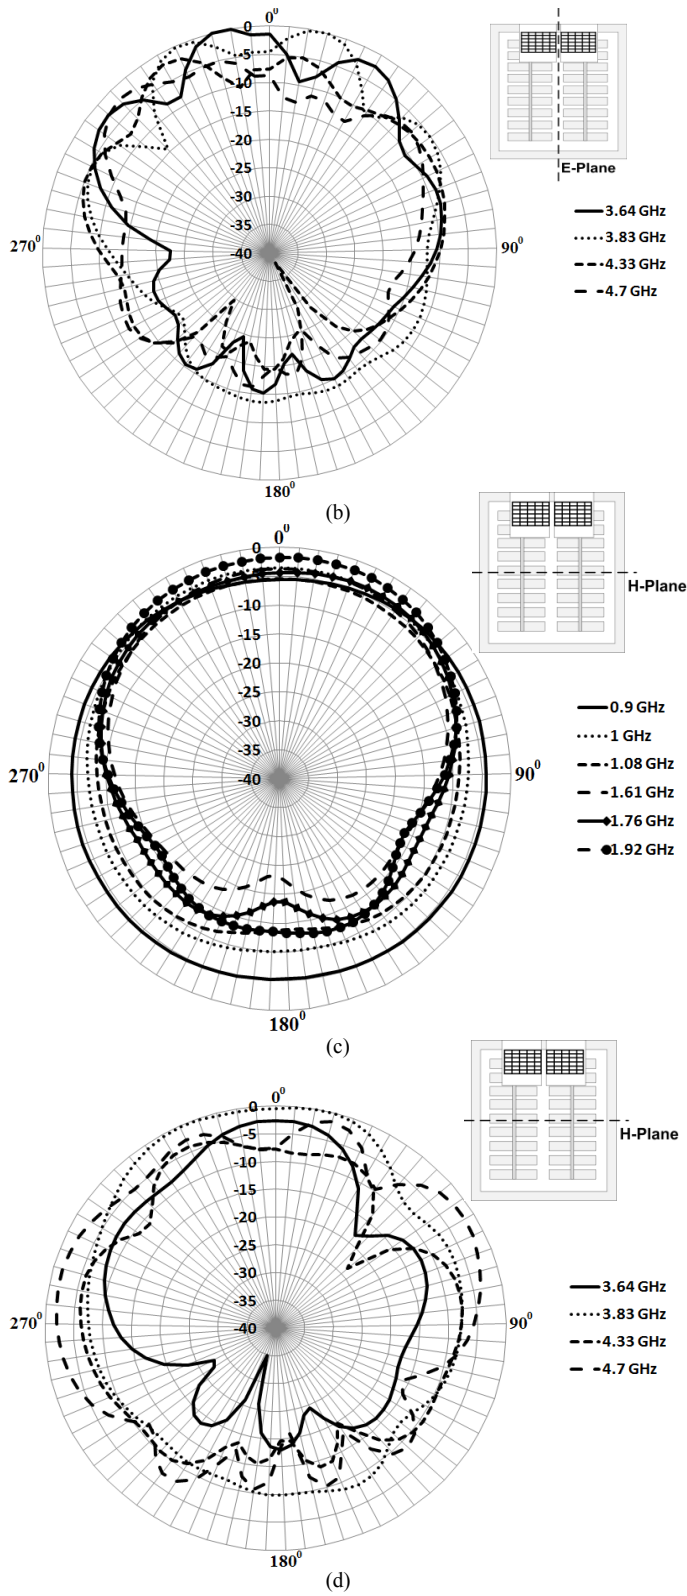 0⁰
0
-5
-10
-15
-20
-25
-30
-35
-40
270⁰
90⁰
180⁰
E-Plane
3.64 GHz
3.83 GHz
4.33 GHz
4.7 GHz
(b)
0⁰
0
-5
-10
-15
-20
-25
-30
-35
-40
270⁰
90⁰
180⁰
H-Plane
0.9 GHz
1 GHz
1.08 GHz
1.61 GHz
1.76 GHz
1.92 GHz
(c)
0⁰
0
-5
-10
-15
-20
-25
-30
-35
-40
270⁰
90⁰
180⁰
H-Plane
3.64 GHz
3.83 GHz
4.33 GHz
4.7 GHz
(d)